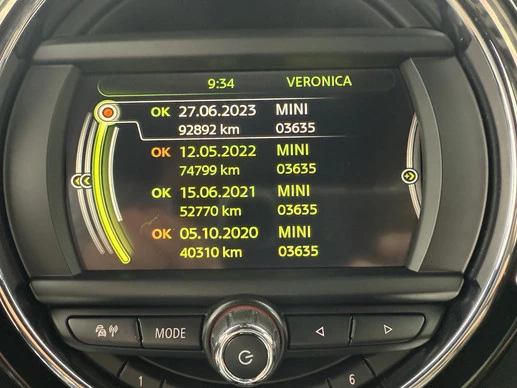 9:34 VERONICA
OK 27.06.2023 MINI
92892 km 03635
OK 12.05.2022 MINI
74799 km 03635
OK 15.06.2021 MINI
52770 km 03635
OK 05.10.2020 MINI
40310 km 03635
MODE
1 6